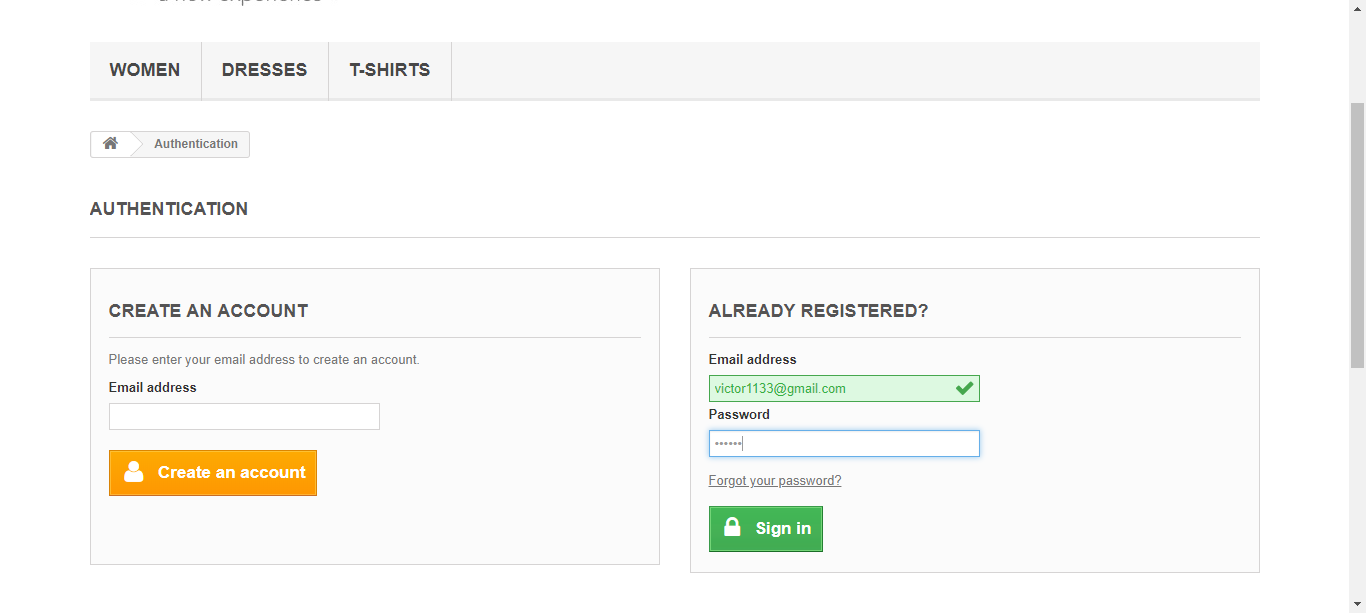 WOMEN DRESSES T-SHIRTS
Authentication
AUTHENTICATION
CREATE AN ACCOUNT
Please enter your email address to create an account.
Email address
Create an account
ALREADY REGISTERED?
Email address
victor1133@gmail.com
Password
••••••
Forgot your password?
Sign in